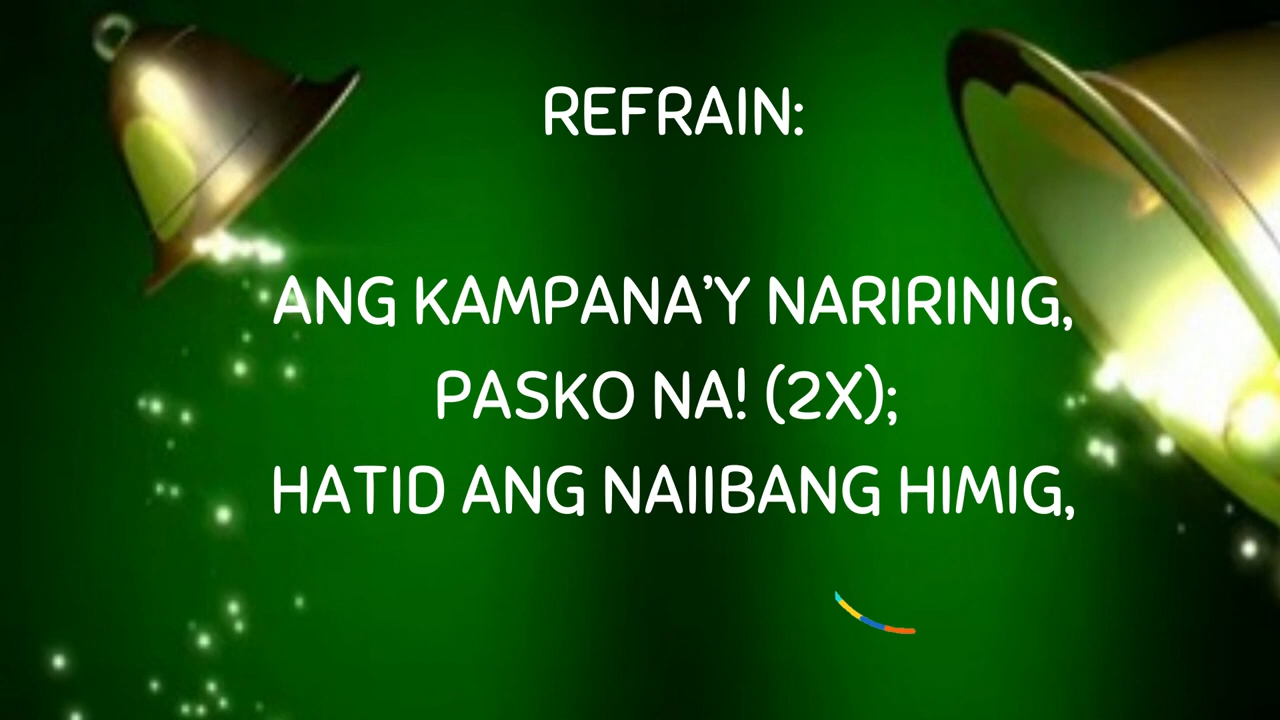 REFRAIN:
ANG KAMPANA’Y NARIRINIG,
PASKO NA! (2X);
HATID ANG NAIIBANG HIMIG,